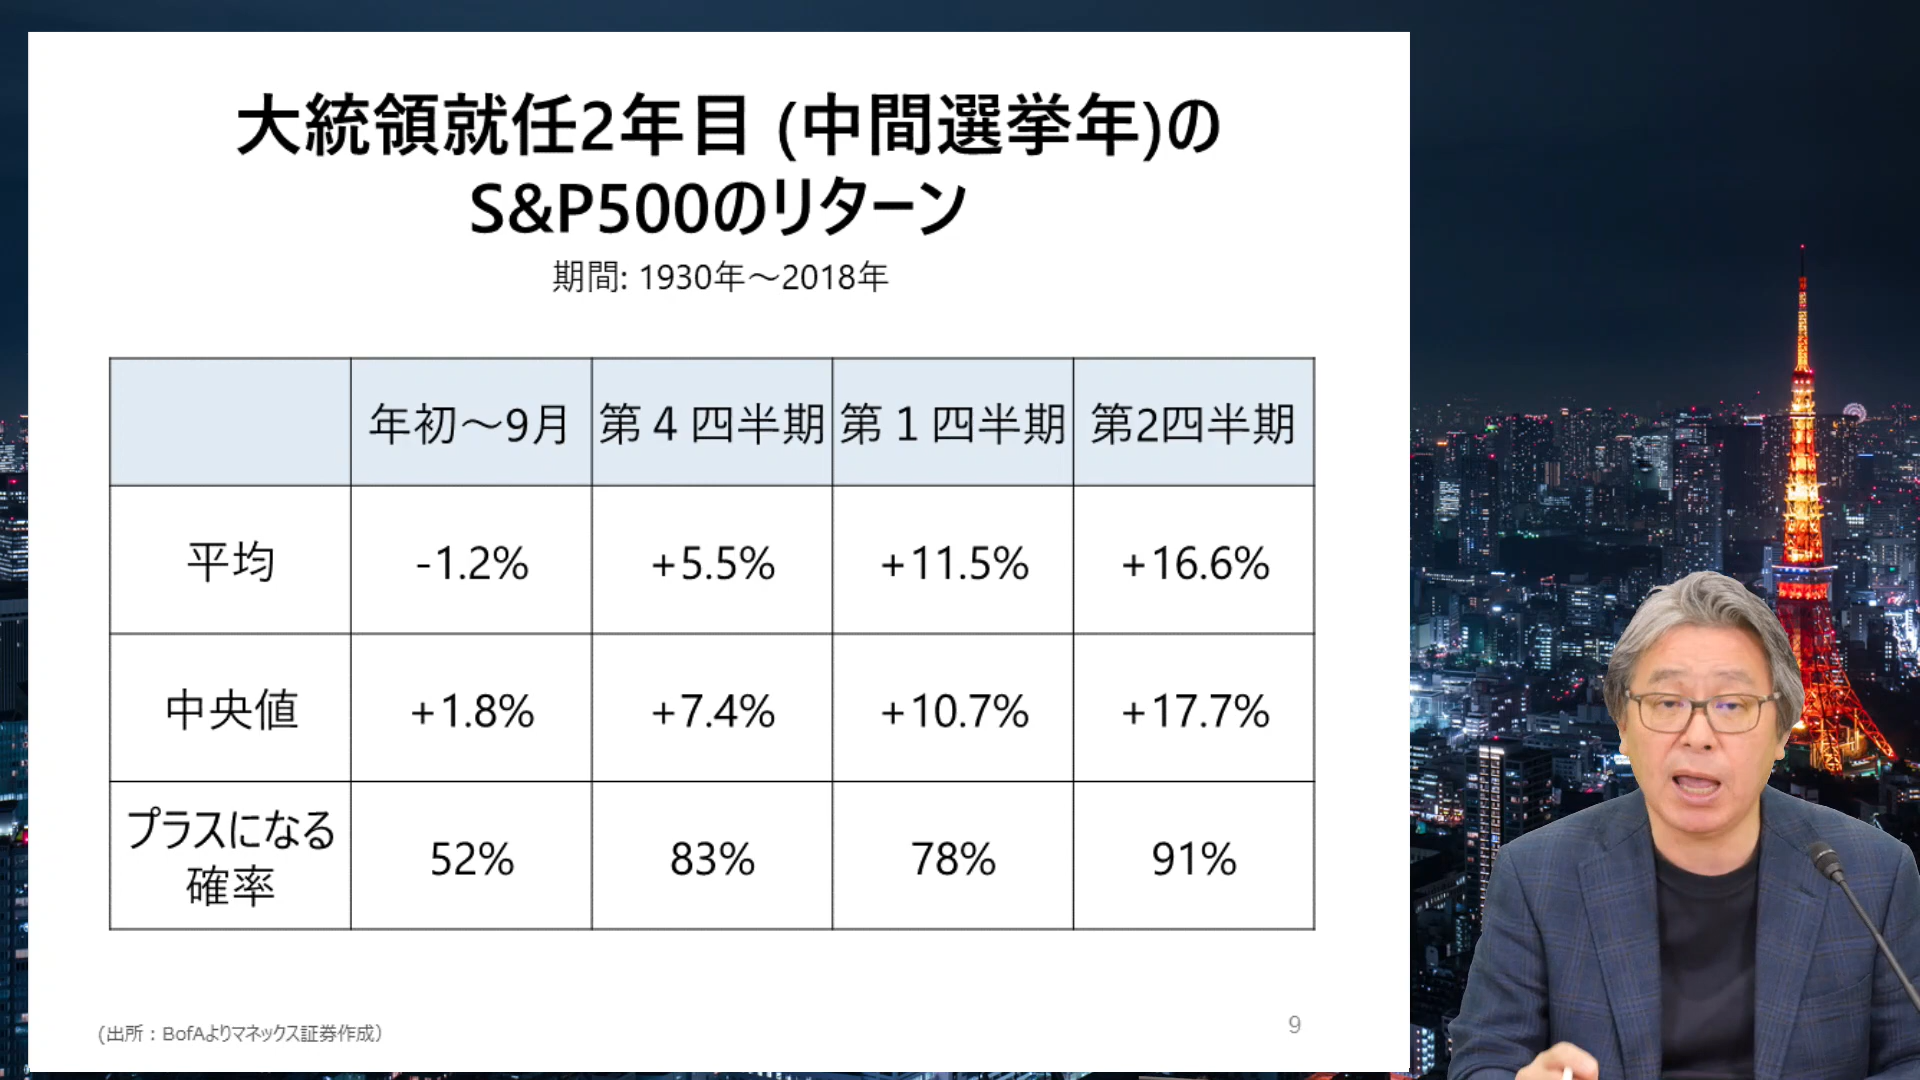 大統領就任2年目 (中間選挙年)の
S&P500のリターン
期間: 1930年～2018年
年初～9月 第４四半期 第１四半期 第2四半期
平均 -1.2% +5.5% +11.5% +16.6%
中央値 +1.8% +7.4% +10.7% +17.7%
プラスになる
確率 52% 83% 78% 91%
(出所：BofAよりマネックス証券作成)
9